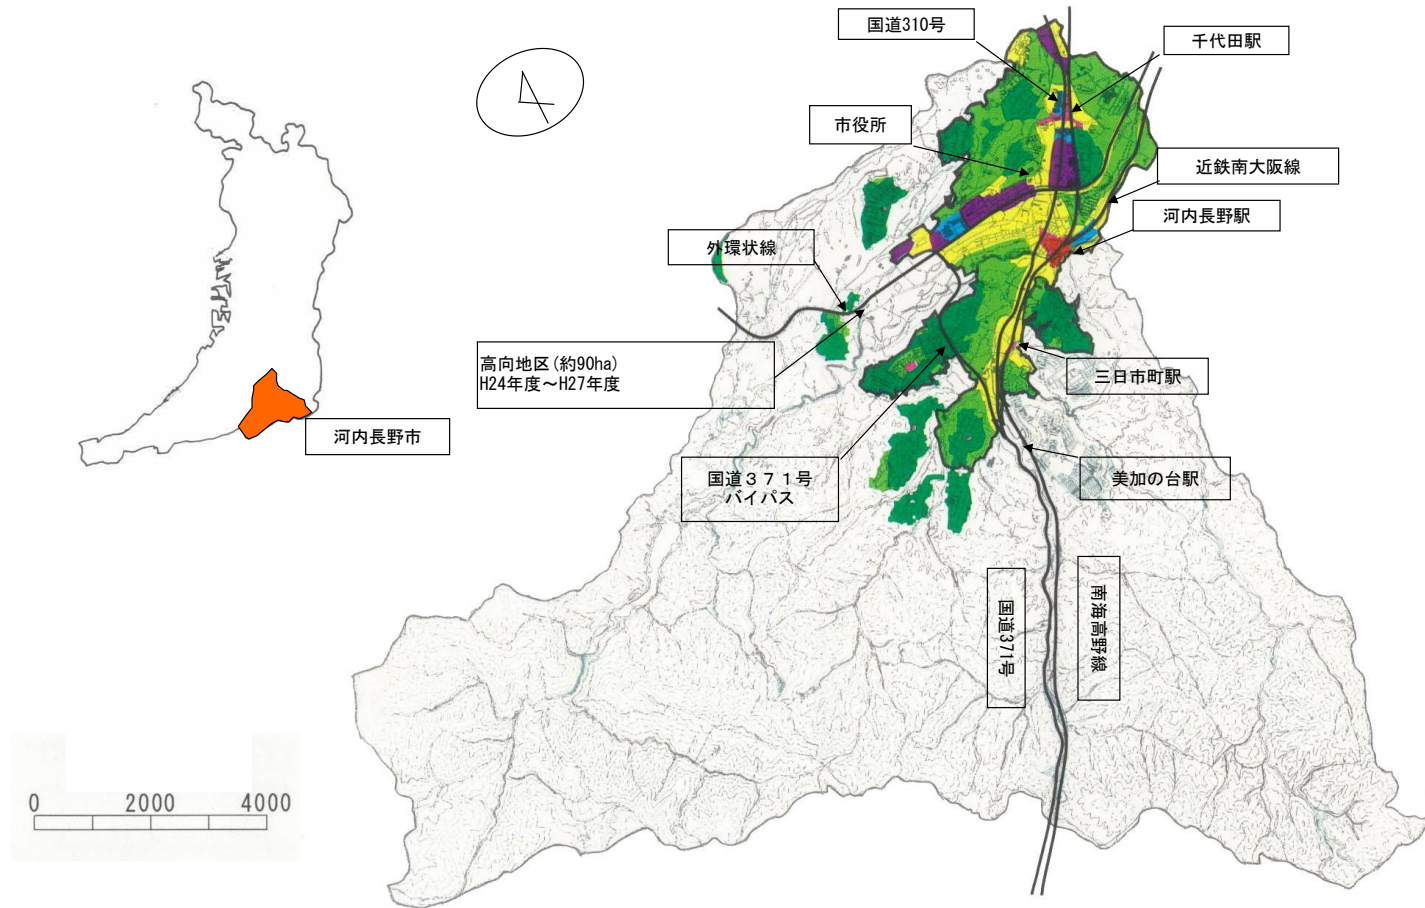 国道310号
千代田駅
市役所
近鉄南大阪線
河内長野駅
外環状線
高向地区(約90ha)
H24年度～H27年度
三日市町駅
河内長野市
国道３７１号
バイパス
美加の台駅
国道371号
南海高野線
0 2000 4000